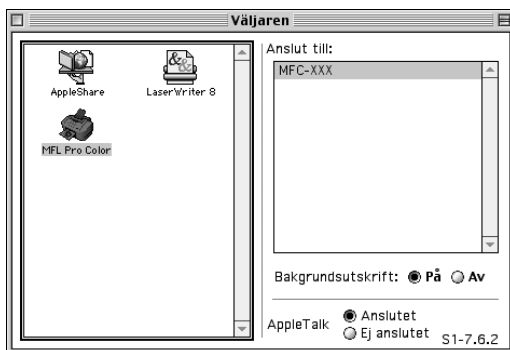 Väljaren
AppleShare
LaserWriter 8
MFL Pro Color
Anslut till:
MFC-XXX
Bakgrundsutskrift: På Av
AppleTalk
Anslutet
Ej anslutet
S1-7.6.2